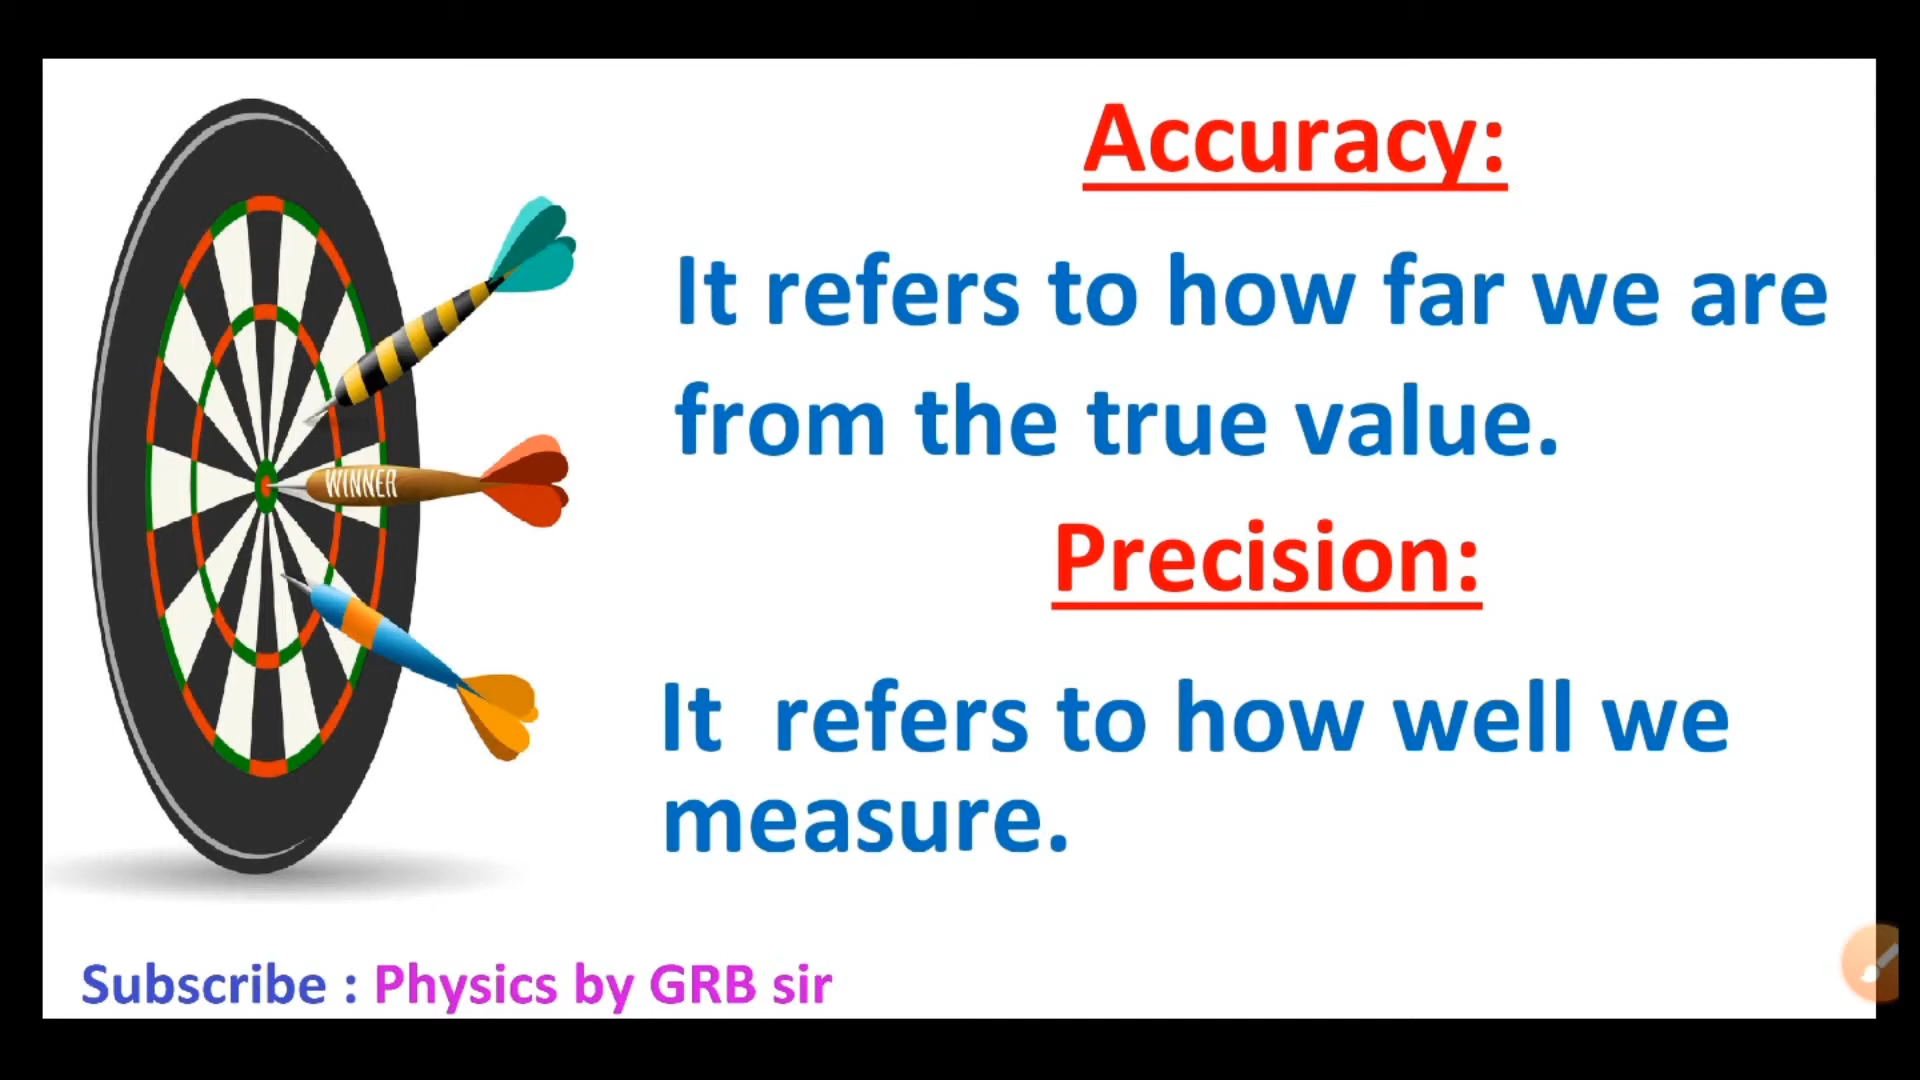 Accuracy:
It refers to how far we are
from the true value.
WINNER
Precision:
It refers to how well we
measure.
Subscribe : Physics by GRB sir